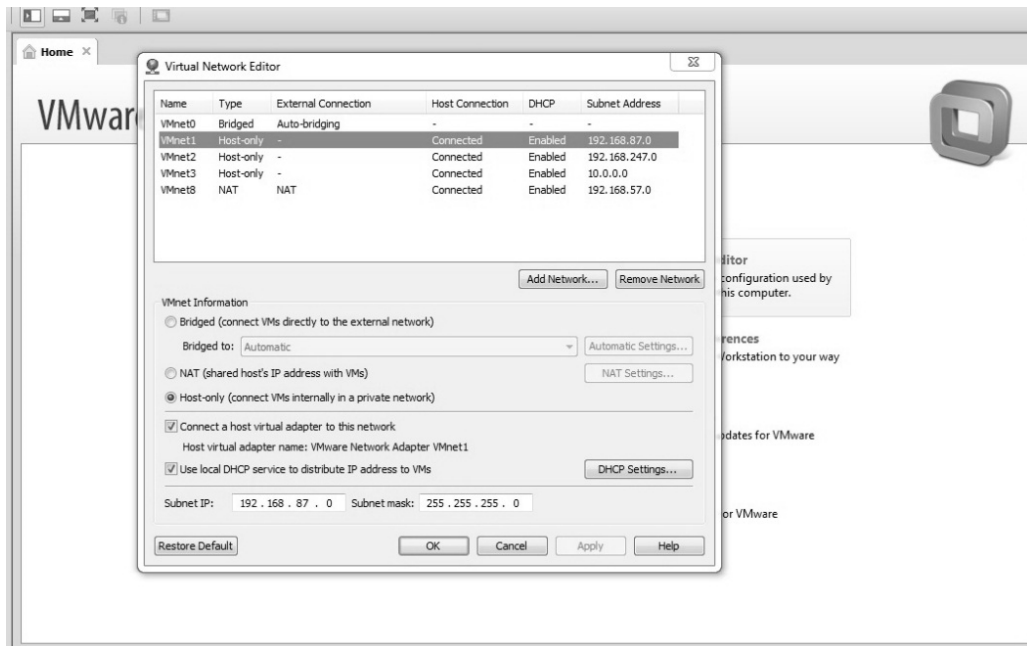 Home
Virtual Network Editor
VMwar
Name Type External Connection Host Connection DHCP Subnet Address
VMnet0 Bridged Auto-bridging - - -
VMnet1 Host-only - Connected Enabled 192.168.87.0
VMnet2 Host-only - Connected Enabled 192.168.247.0
VMnet3 Host-only - Connected Enabled 10.0.0.0
VMnet8 NAT NAT Connected Enabled 192.168.57.0
Add Network... Remove Network
ditor
configuration used by
his computer.
VMnet Information
Bridged (connect VMs directly to the external network)
Bridged to: Automatic Automatic Settings...
rences
Workstation to your way
NAT (shared host's IP address with VMs) NAT Settings...
Host-only (connect VMs internally in a private network)
Connect a host virtual adapter to this network
Host virtual adapter name: VMware Network Adapter VMnet1
pdates for VMware
Use local DHCP service to distribute IP address to VMs DHCP Settings...
Subnet IP: 192 . 168 . 87 . 0 Subnet mask: 255 . 255 . 255 . 0
or VMware
Restore Default OK Cancel Apply Help